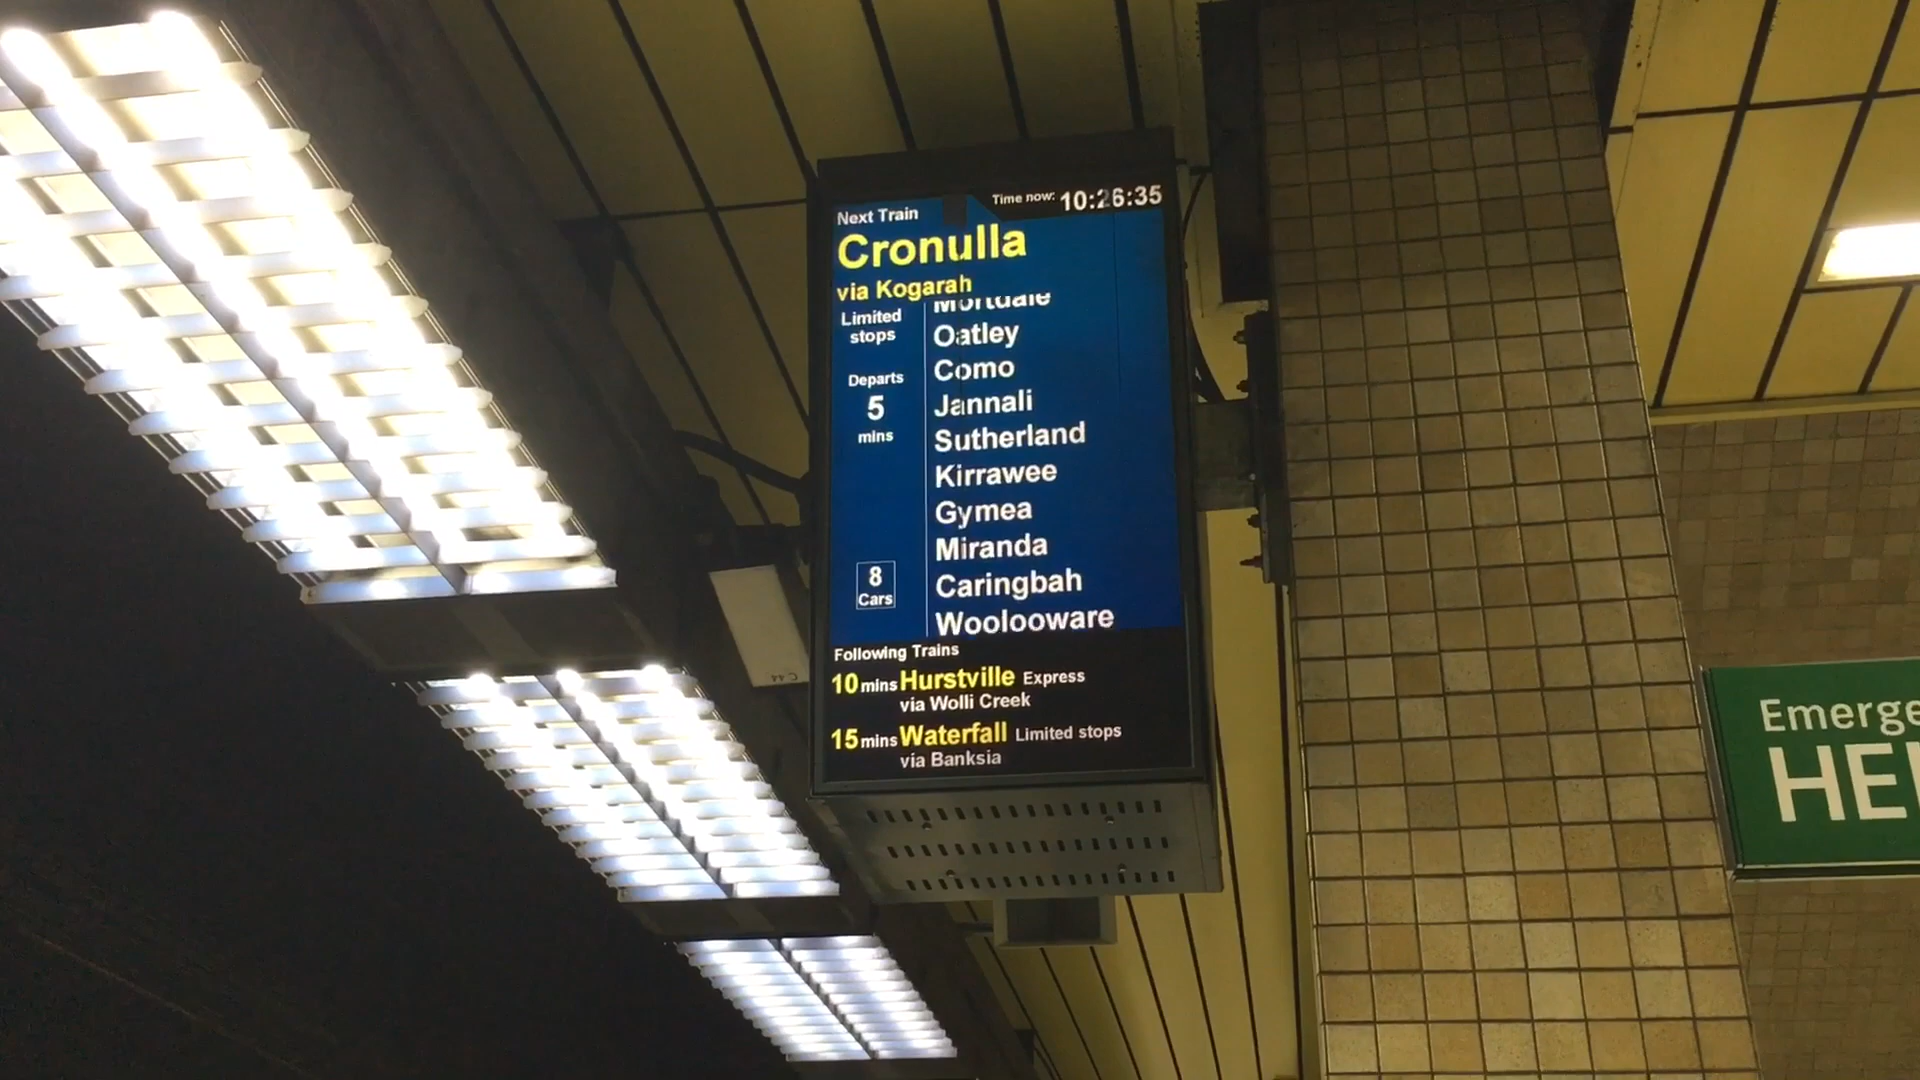 Time now: 10:26:35
Next Train
Cronulla
via Kogarah
Limited
stops
Departs
5
mins
8
Cars
Mortdale
Oatley
Como
Jannali
Sutherland
Kirrawee
Gymea
Miranda
Caringbah
Woolooware
Following Trains
10 mins Hurstville Express
via Wolli Creek
15 mins Waterfall Limited stops
via Banksia
C 44
Emerge
HE